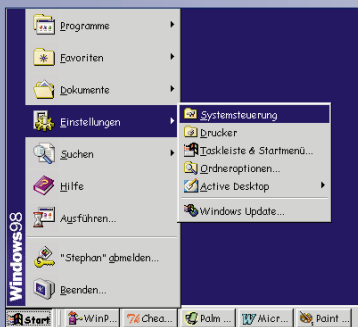 Programme
Favoriten
Dokumente
Einstellungen
Suchen
Hilfe
Ausführen...
"Stephan" abmelden...
Beenden...
Windows98
Systemsteuerung
Drucker
Taskleiste & Startmenü...
Ordneroptionen...
Active Desktop
Windows Update...
Start
~WinP...
Chea...
Palm ...
Micr...
Paint ...